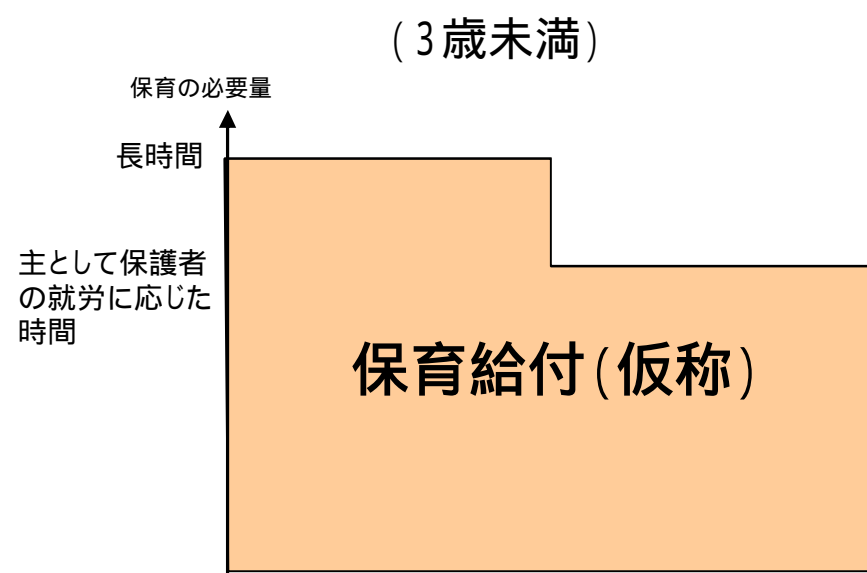 (3歳未満)
保育の必要量
長時間
主として保護者
の就労に応じた
時間
保育給付(仮称)